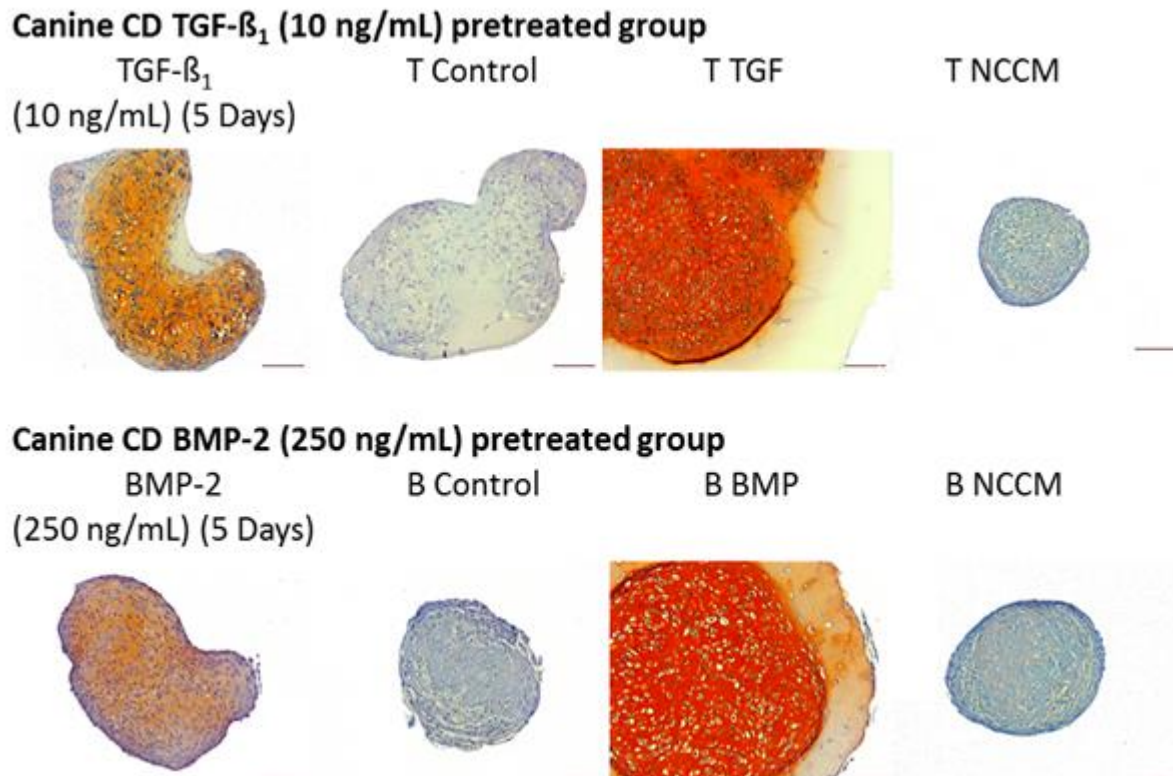 Canine CD TGF-ß₁ (10 ng/mL) pretreated group
TGF-ß₁ T Control T TGF T NCCM
(10 ng/mL) (5 Days)
Canine CD BMP-2 (250 ng/mL) pretreated group
BMP-2 B Control B BMP B NCCM
(250 ng/mL) (5 Days)